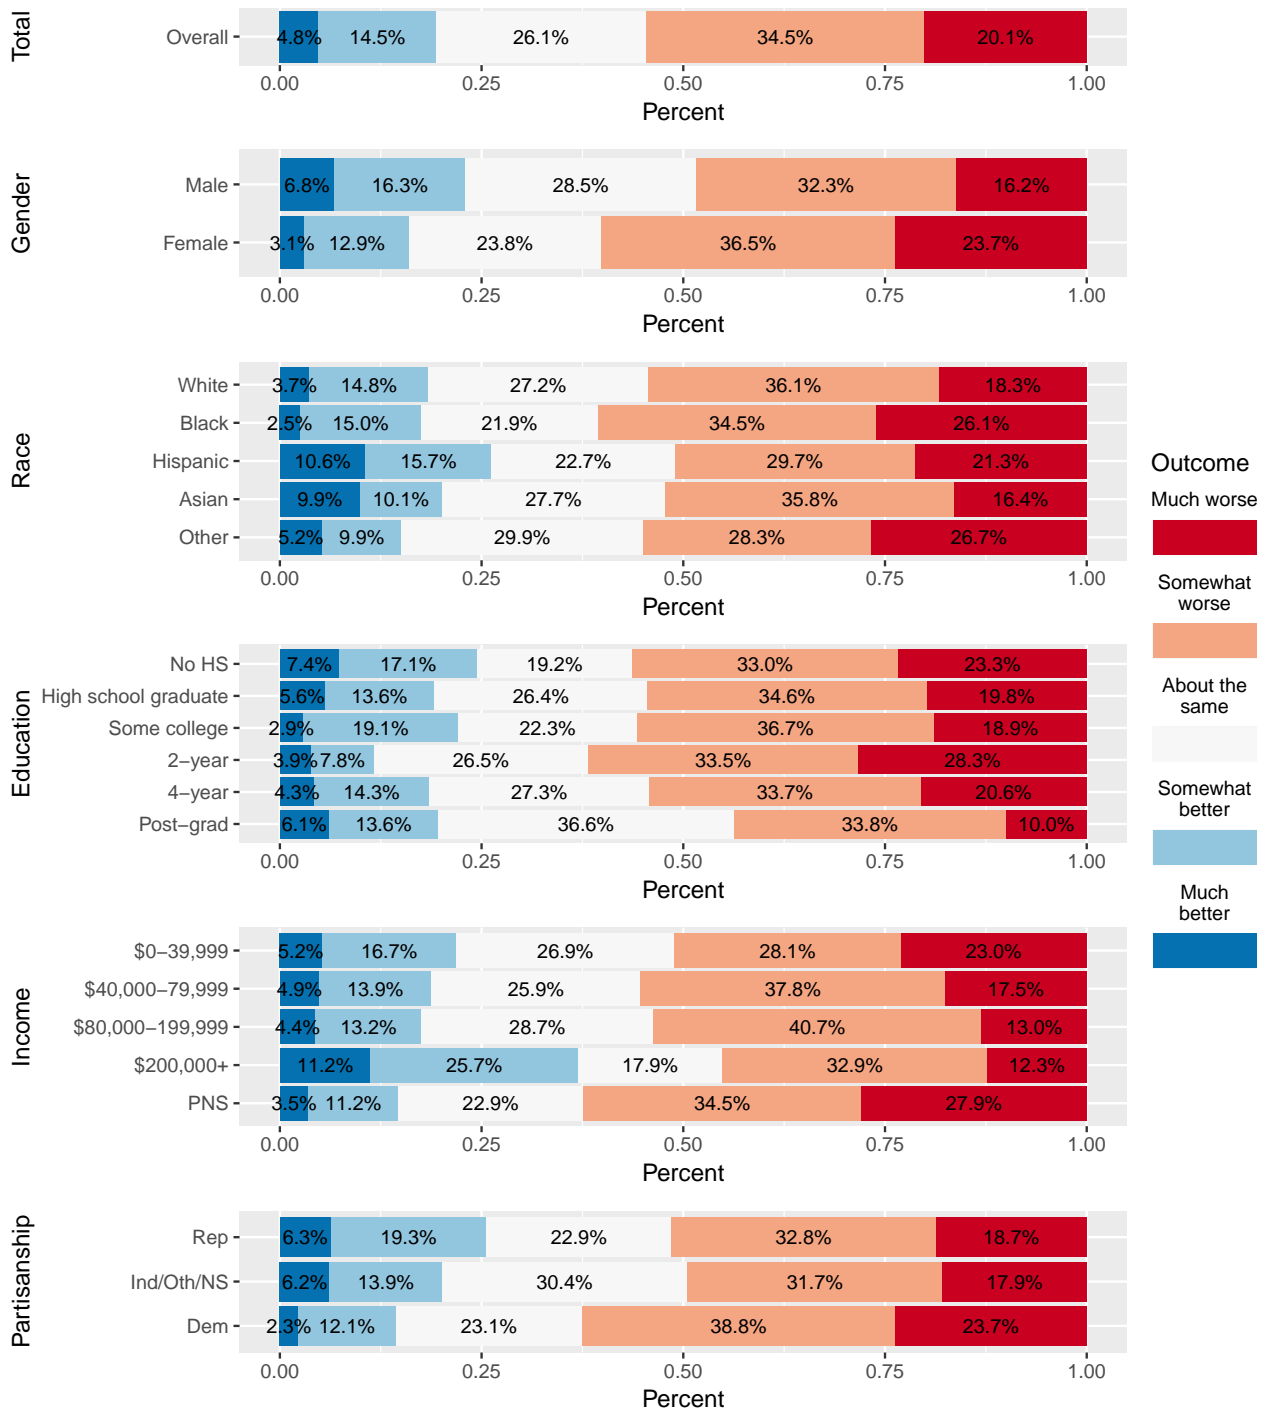 Total
Overall
4.8% 14.5% 26.1% 34.5% 20.1%
0.00 0.25 0.50 0.75 1.00
Percent
Gender
Male
6.8% 16.3% 28.5% 32.3% 16.2%
Female
3.1% 12.9% 23.8% 36.5% 23.7%
0.00 0.25 0.50 0.75 1.00
Percent
Race
White
3.7% 14.8% 27.2% 36.1% 18.3%
Black
2.5% 15.0% 21.9% 34.5% 26.1%
Hispanic
10.6% 15.7% 22.7% 29.7% 21.3%
Asian
9.9% 10.1% 27.7% 35.8% 16.4%
Other
5.2% 9.9% 29.9% 28.3% 26.7%
0.00 0.25 0.50 0.75 1.00
Percent
Education
No HS
7.4% 17.1% 19.2% 33.0% 23.3%
High school graduate
5.6% 13.6% 26.4% 34.6% 19.8%
Some college
2.9% 19.1% 22.3% 36.7% 18.9%
2−year
3.9% 7.8% 26.5% 33.5% 28.3%
4−year
4.3% 14.3% 27.3% 33.7% 20.6%
Post−grad
6.1% 13.6% 36.6% 33.8% 10.0%
0.00 0.25 0.50 0.75 1.00
Percent
Income
$0−39,999
5.2% 16.7% 26.9% 28.1% 23.0%
$40,000−79,999
4.9% 13.9% 25.9% 37.8% 17.5%
$80,000−199,999
4.4% 13.2% 28.7% 40.7% 13.0%
$200,000+
11.2% 25.7% 17.9% 32.9% 12.3%
PNS
3.5% 11.2% 22.9% 34.5% 27.9%
0.00 0.25 0.50 0.75 1.00
Percent
Partisanship
Rep
6.3% 19.3% 22.9% 32.8% 18.7%
Ind/Oth/NS
6.2% 13.9% 30.4% 31.7% 17.9%
Dem
2.3% 12.1% 23.1% 38.8% 23.7%
0.00 0.25 0.50 0.75 1.00
Percent
Outcome
Much worse
Somewhat
worse
About the
same
Somewhat
better
Much
better